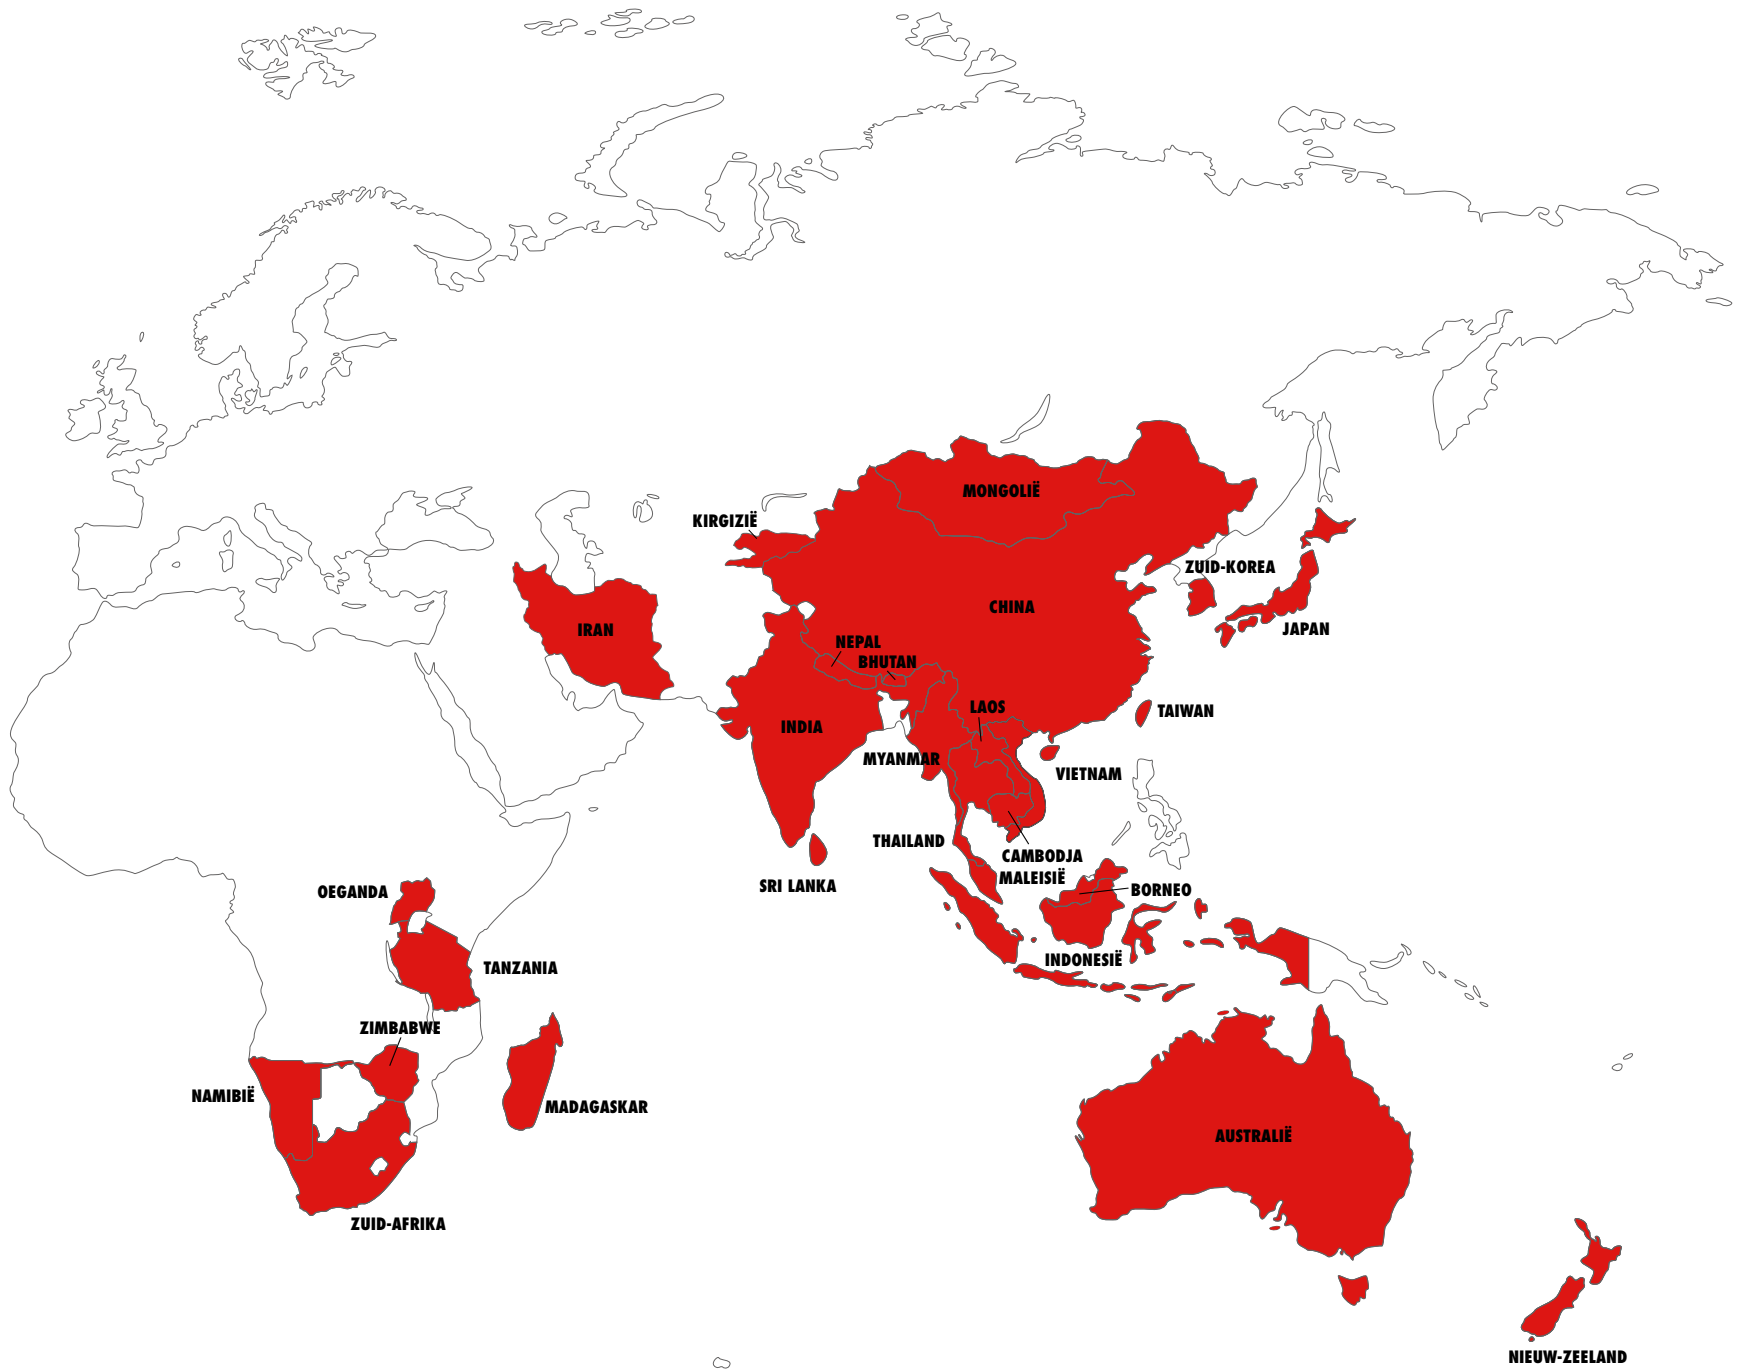 MONGOLIË
KIRGIZIË
ZUID-KOREA
CHINA
IRAN
JAPAN
NEPAL
BHUTAN
LAOS
TAIWAN
INDIA
MYANMAR
VIETNAM
THAILAND
CAMBODJA
MALEISIË
SRI LANKA
BORNEO
OEGANDA
INDONESIË
TANZANIA
ZIMBABWE
NAMIBIË
MADAGASKAR
AUSTRALIË
ZUID-AFRIKA
NIEUW-ZEELAND